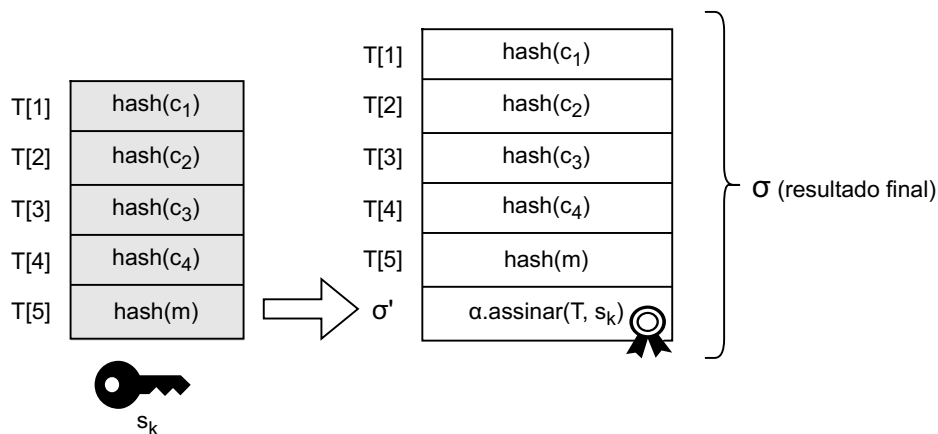 T[1] hash(c₁)
T[2] hash(c₂)
T[3] hash(c₃)
T[4] hash(c₄)
T[5] hash(m)
sₖ
T[1] hash(c₁)
T[2] hash(c₂)
T[3] hash(c₃)
T[4] hash(c₄)
T[5] hash(m)
σ' α.assinar(T, sₖ)
σ (resultado final)